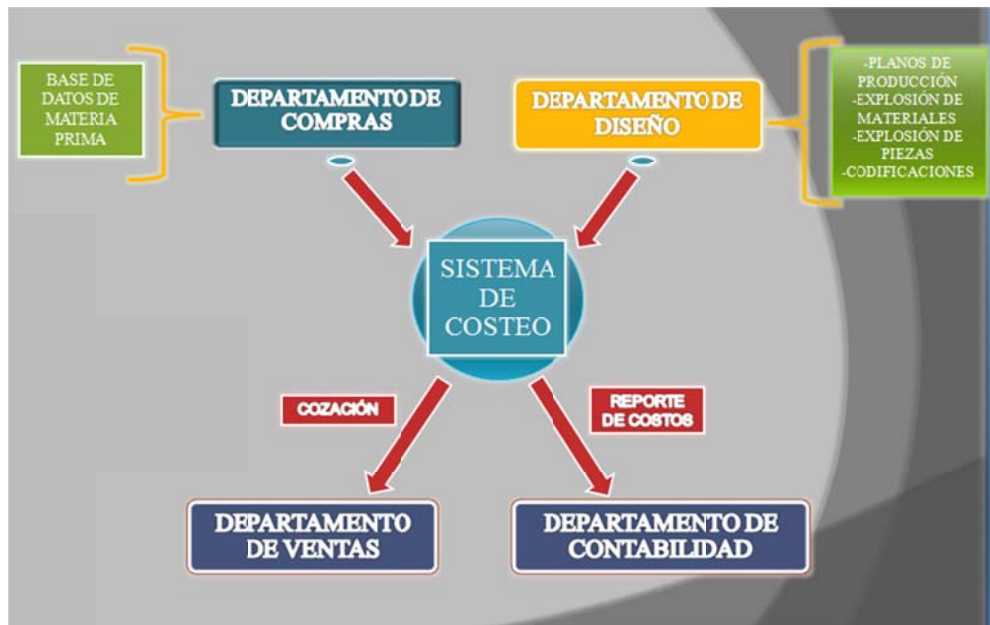 BASE DE
DATOS DE
MATERIA
PRIMA
DEPARTAMENTO DE
COMPRAS
DEPARTAMENTO DE
DISEÑO
-PLANOS DE
PRODUCCIÓN
-EXPLOSIÓN DE
MATERIALES
-EXPLOSIÓN DE
PIEZAS
-CODIFICACIONES
SISTEMA
DE
COSTEO
COZACIÓN
REPORTE
DE COSTOS
DEPARTAMENTO
DE VENTAS
DEPARTAMENTO DE
CONTABILIDAD